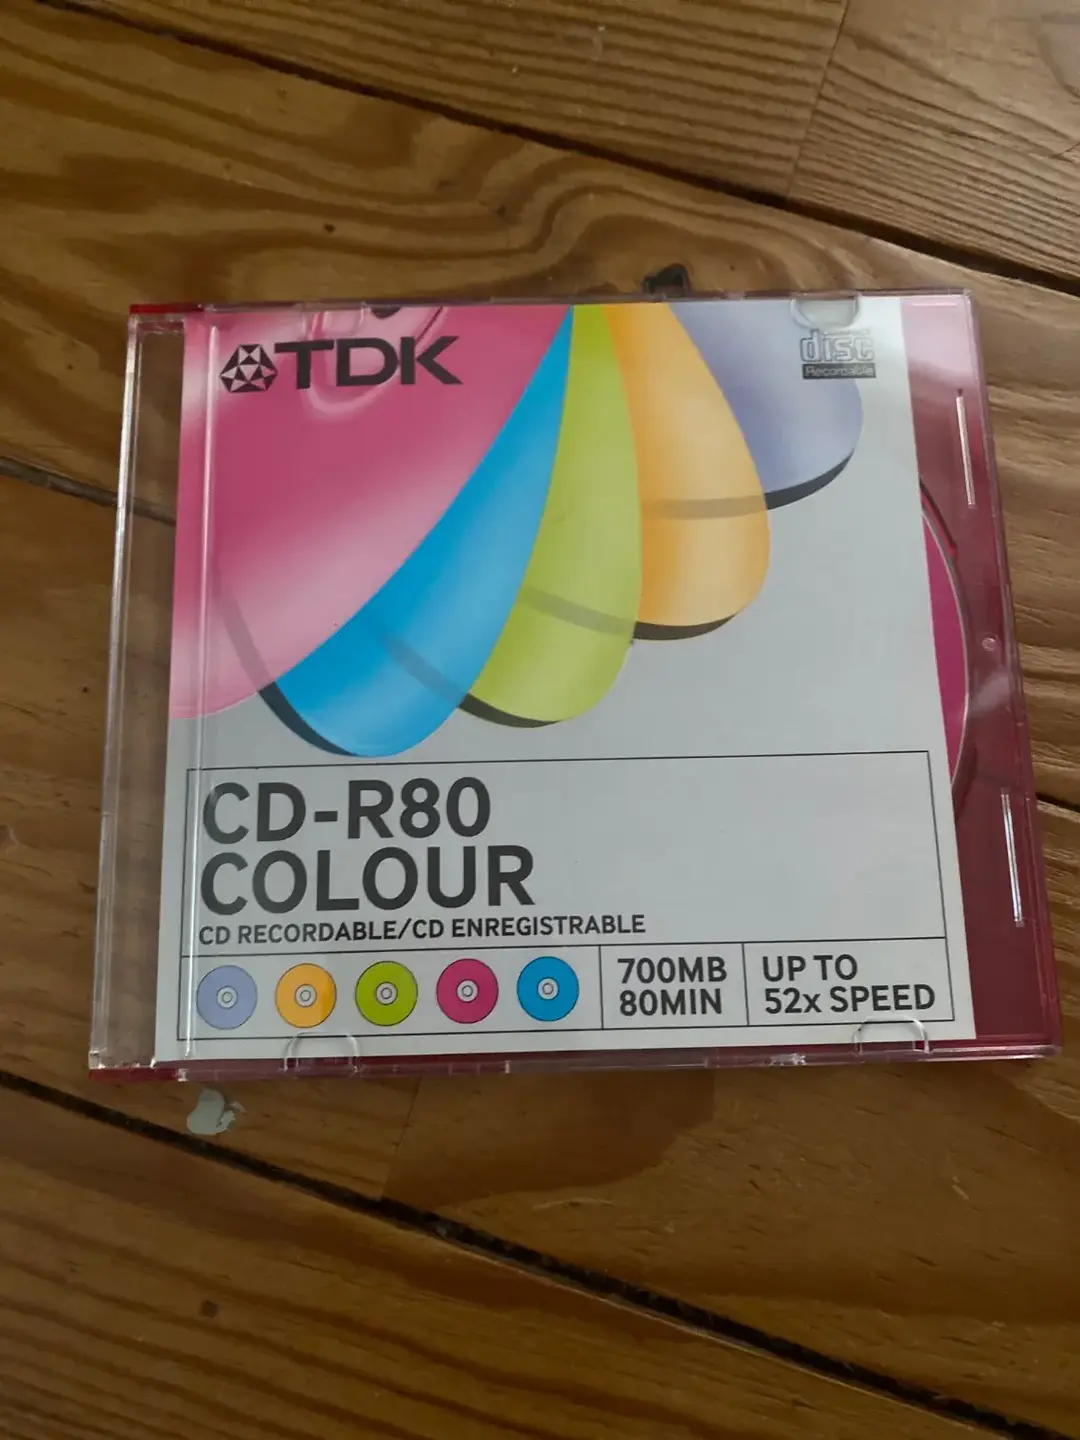 TDK
disc
Recordable
CD-R80
COLOUR
CD RECORDABLE/CD ENREGISTRABLE
700MB
80MIN
UP TO
52x SPEED